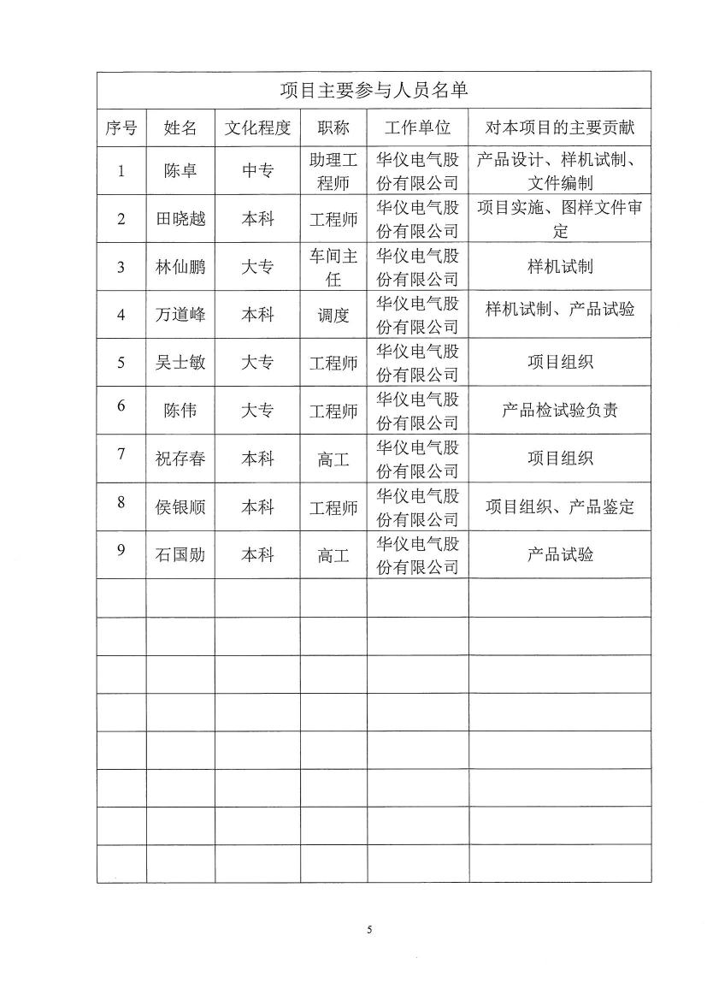 项目主要参与人员名单
序号 姓名 文化程度 职称 工作单位 对本项目的主要贡献
1 陈卓 中专 助理工程师 华仪电气股份有限公司 产品设计、样机试制、文件编制
2 田晓越 本科 工程师 华仪电气股份有限公司 项目实施、图样文件审定
3 林仙鹏 大专 车间主任 华仪电气股份有限公司 样机试制
4 万道峰 本科 调度 华仪电气股份有限公司 样机试制、产品试验
5 吴士敏 大专 工程师 华仪电气股份有限公司 项目组织
6 陈伟 大专 工程师 华仪电气股份有限公司 产品检试验负责
7 祝存春 本科 高工 华仪电气股份有限公司 项目组织
8 侯银顺 本科 工程师 华仪电气股份有限公司 项目组织、产品鉴定
9 石国勋 本科 高工 华仪电气股份有限公司 产品试验
5